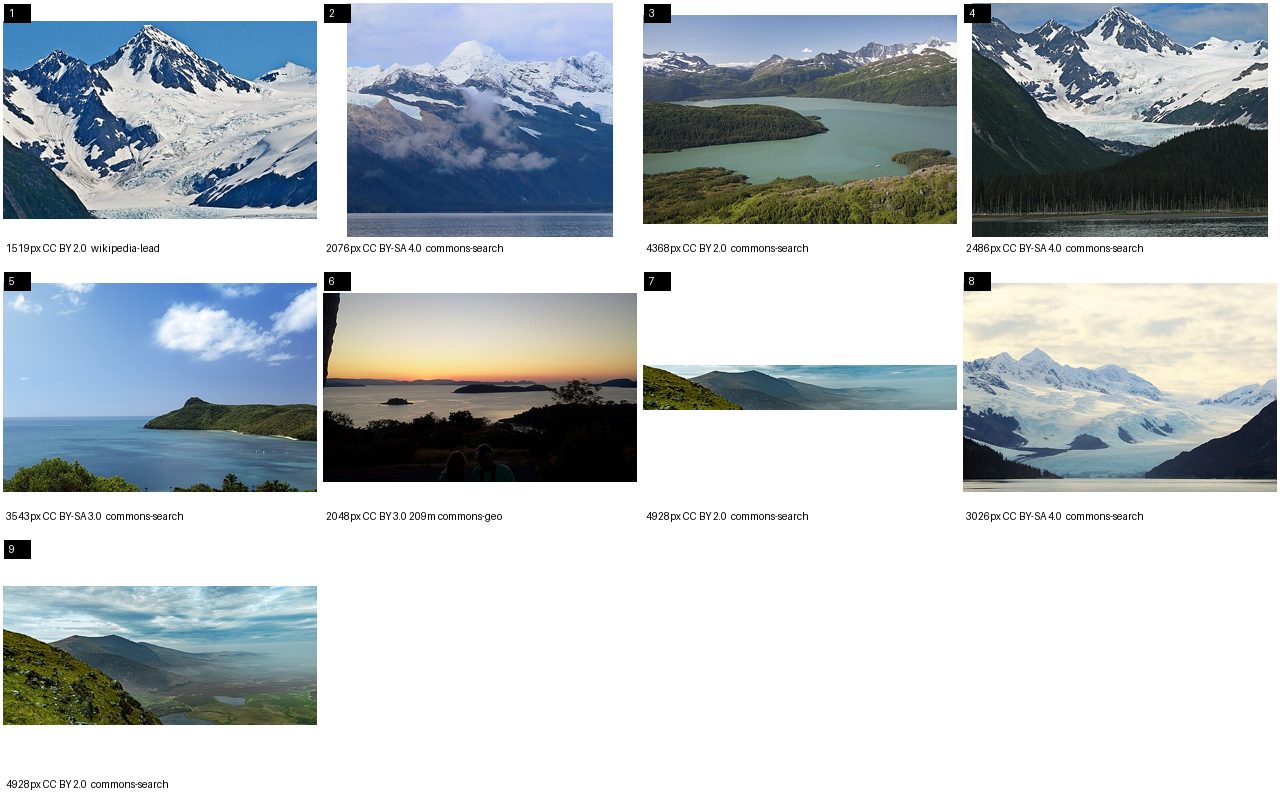 1
2
3
4
1519px CC BY 2.0 wikipedia-lead
2076px CC BY-SA 4.0 commons-search
4368px CC BY 2.0 commons-search
2486px CC BY-SA 4.0 commons-search
5
6
7
8
3543px CC BY-SA 3.0 commons-search
2048px CC BY 3.0 209m commons-geo
4928px CC BY 2.0 commons-search
3026px CC BY-SA 4.0 commons-search
9
4928px CC BY 2.0 commons-search